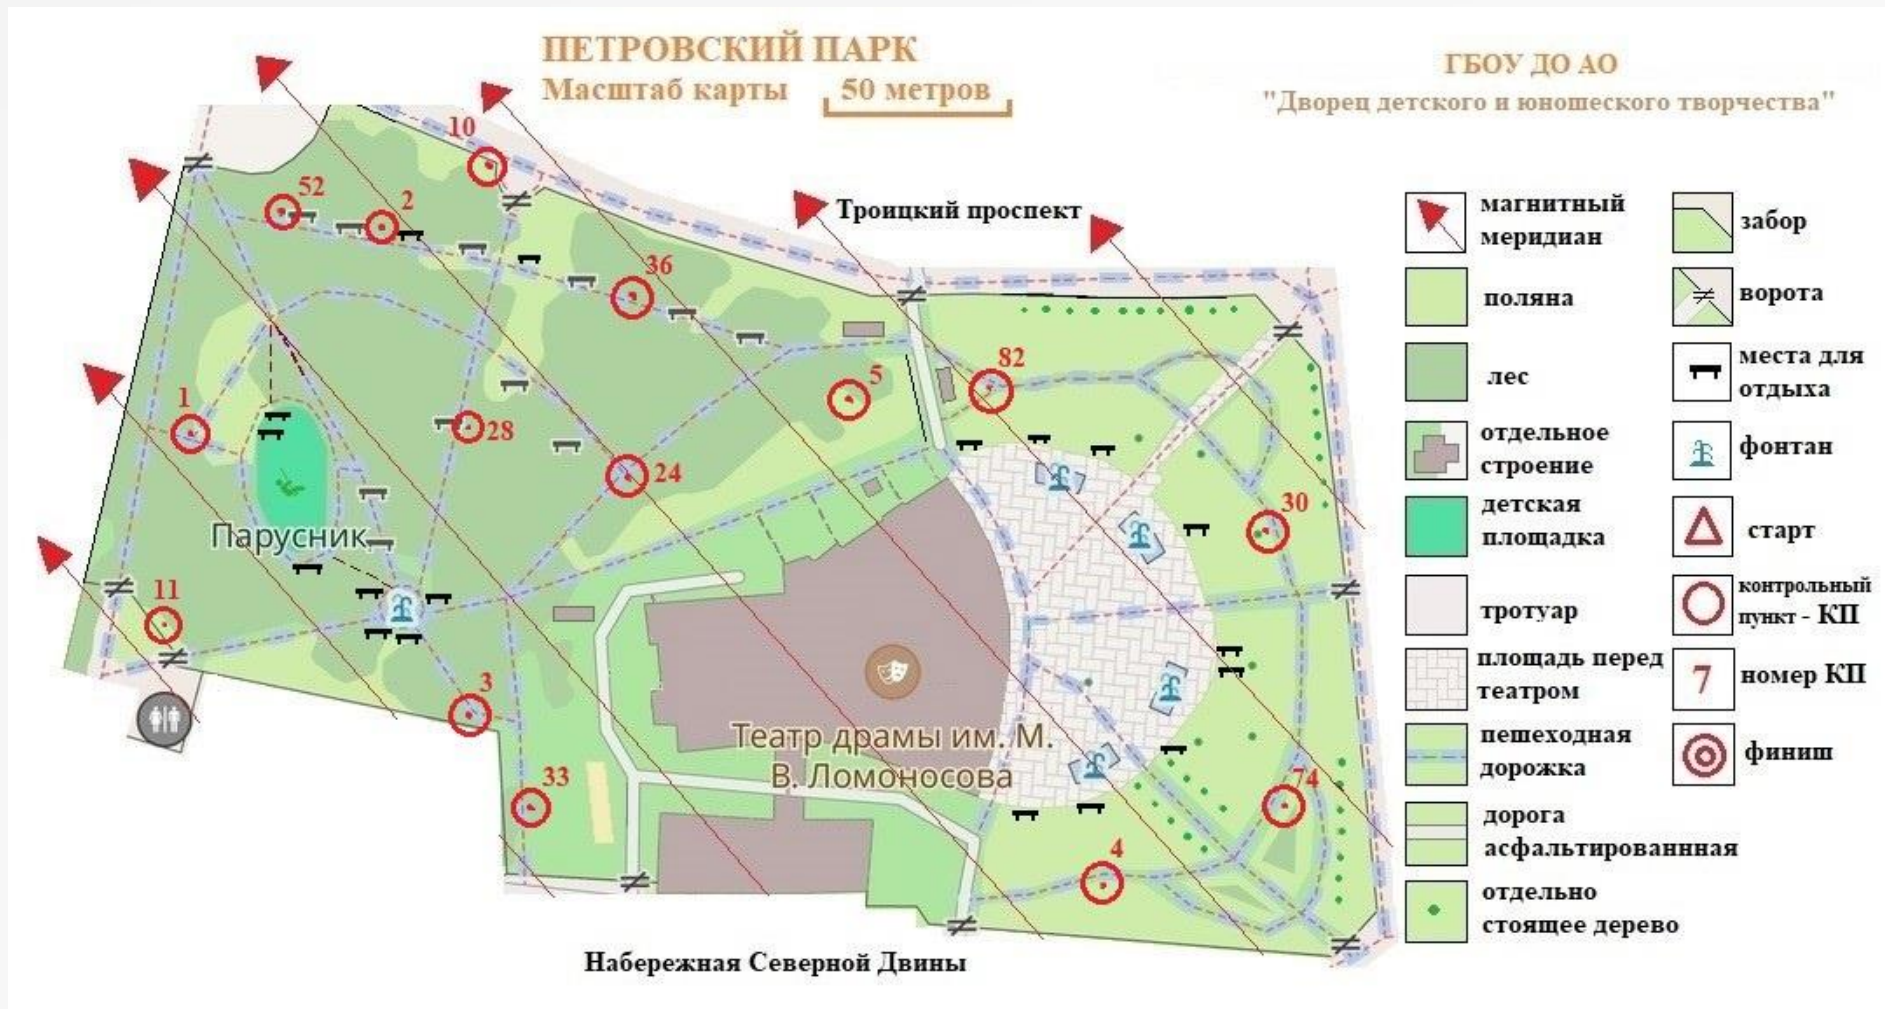 ПЕТРОВСКИЙ ПАРК
Масштаб карты 50 метров
ГБОУ ДО АО
"Дворец детского и юношеского творчества"
Троицкий проспект
10
52
2
36
1
28
24
5
82
30
11
3
33
4
74
Парусник
Театр драмы им. М.
В. Ломоносова
Набережная Северной Двины
магнитный
меридиан
поляна
лес
отдельное
строение
детская
площадка
тротуар
площадь перед
театром
пешеходная
дорожка
дорога
асфальтированнная
отдельно
стоящее дерево
забор
ворота
места для
отдыха
фонтан
старт
контрольный
пункт - КП
7 номер КП
финиш